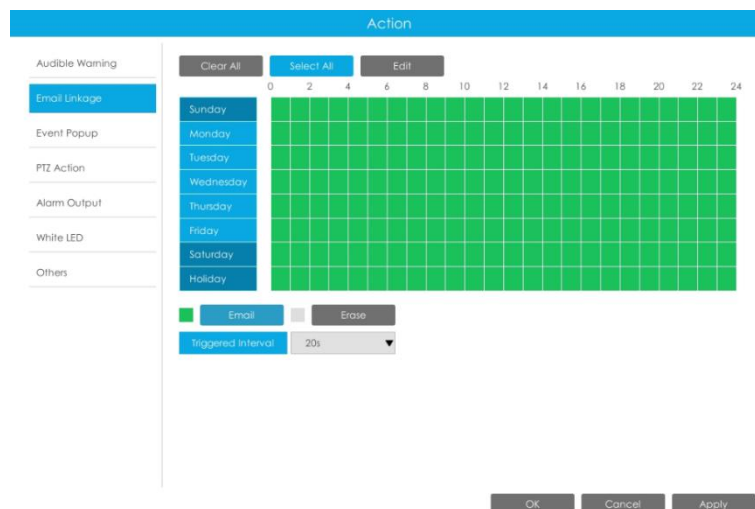 Action
Audible Warning
Email Linkage
Event Popup
PTZ Action
Alarm Output
White LED
Others
Clear All Select All Edit
0 2 4 6 8 10 12 14 16 18 20 22 24
Sunday
Monday
Tuesday
Wednesday
Thursday
Friday
Saturday
Holiday
Email Erase
Triggered Interval 20s
OK Cancel Apply